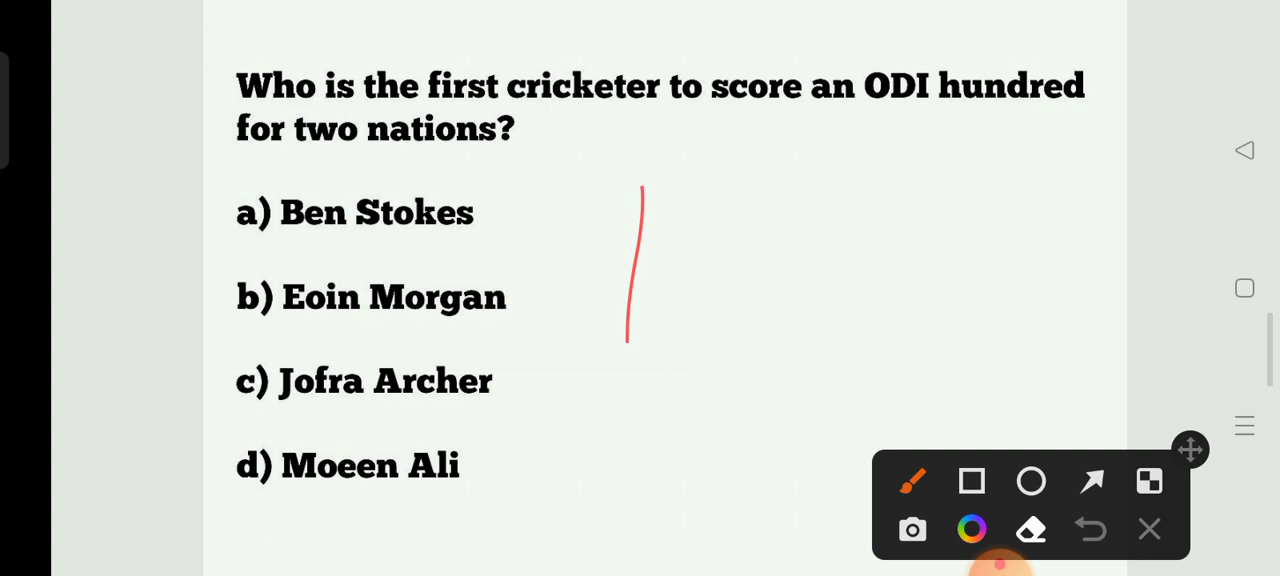 Who is the first cricketer to score an ODI hundred
for two nations?
a) Ben Stokes
b) Eoin Morgan
c) Jofra Archer
d) Moeen Ali